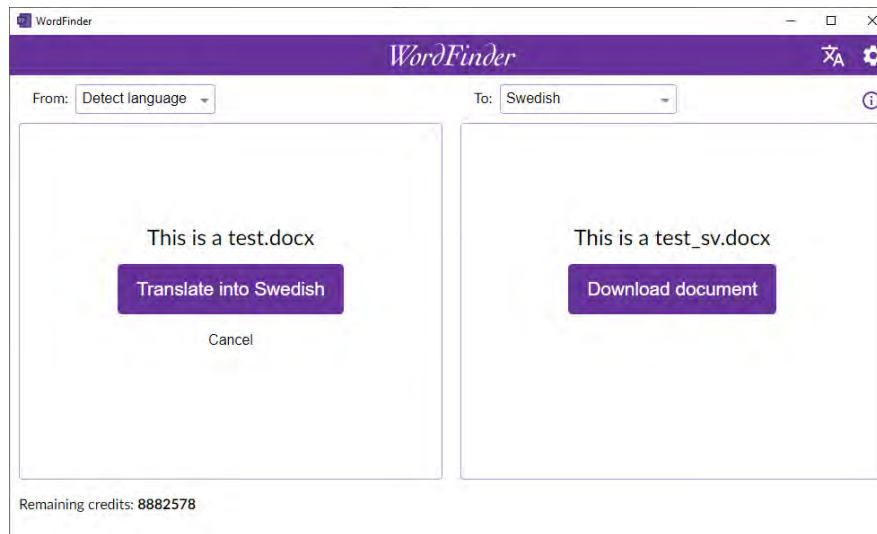 WordFinder
WordFinder
From: Detect language To: Swedish
This is a test.docx
Translate into Swedish
Cancel
This is a test_sv.docx
Download document
Remaining credits: 8882578